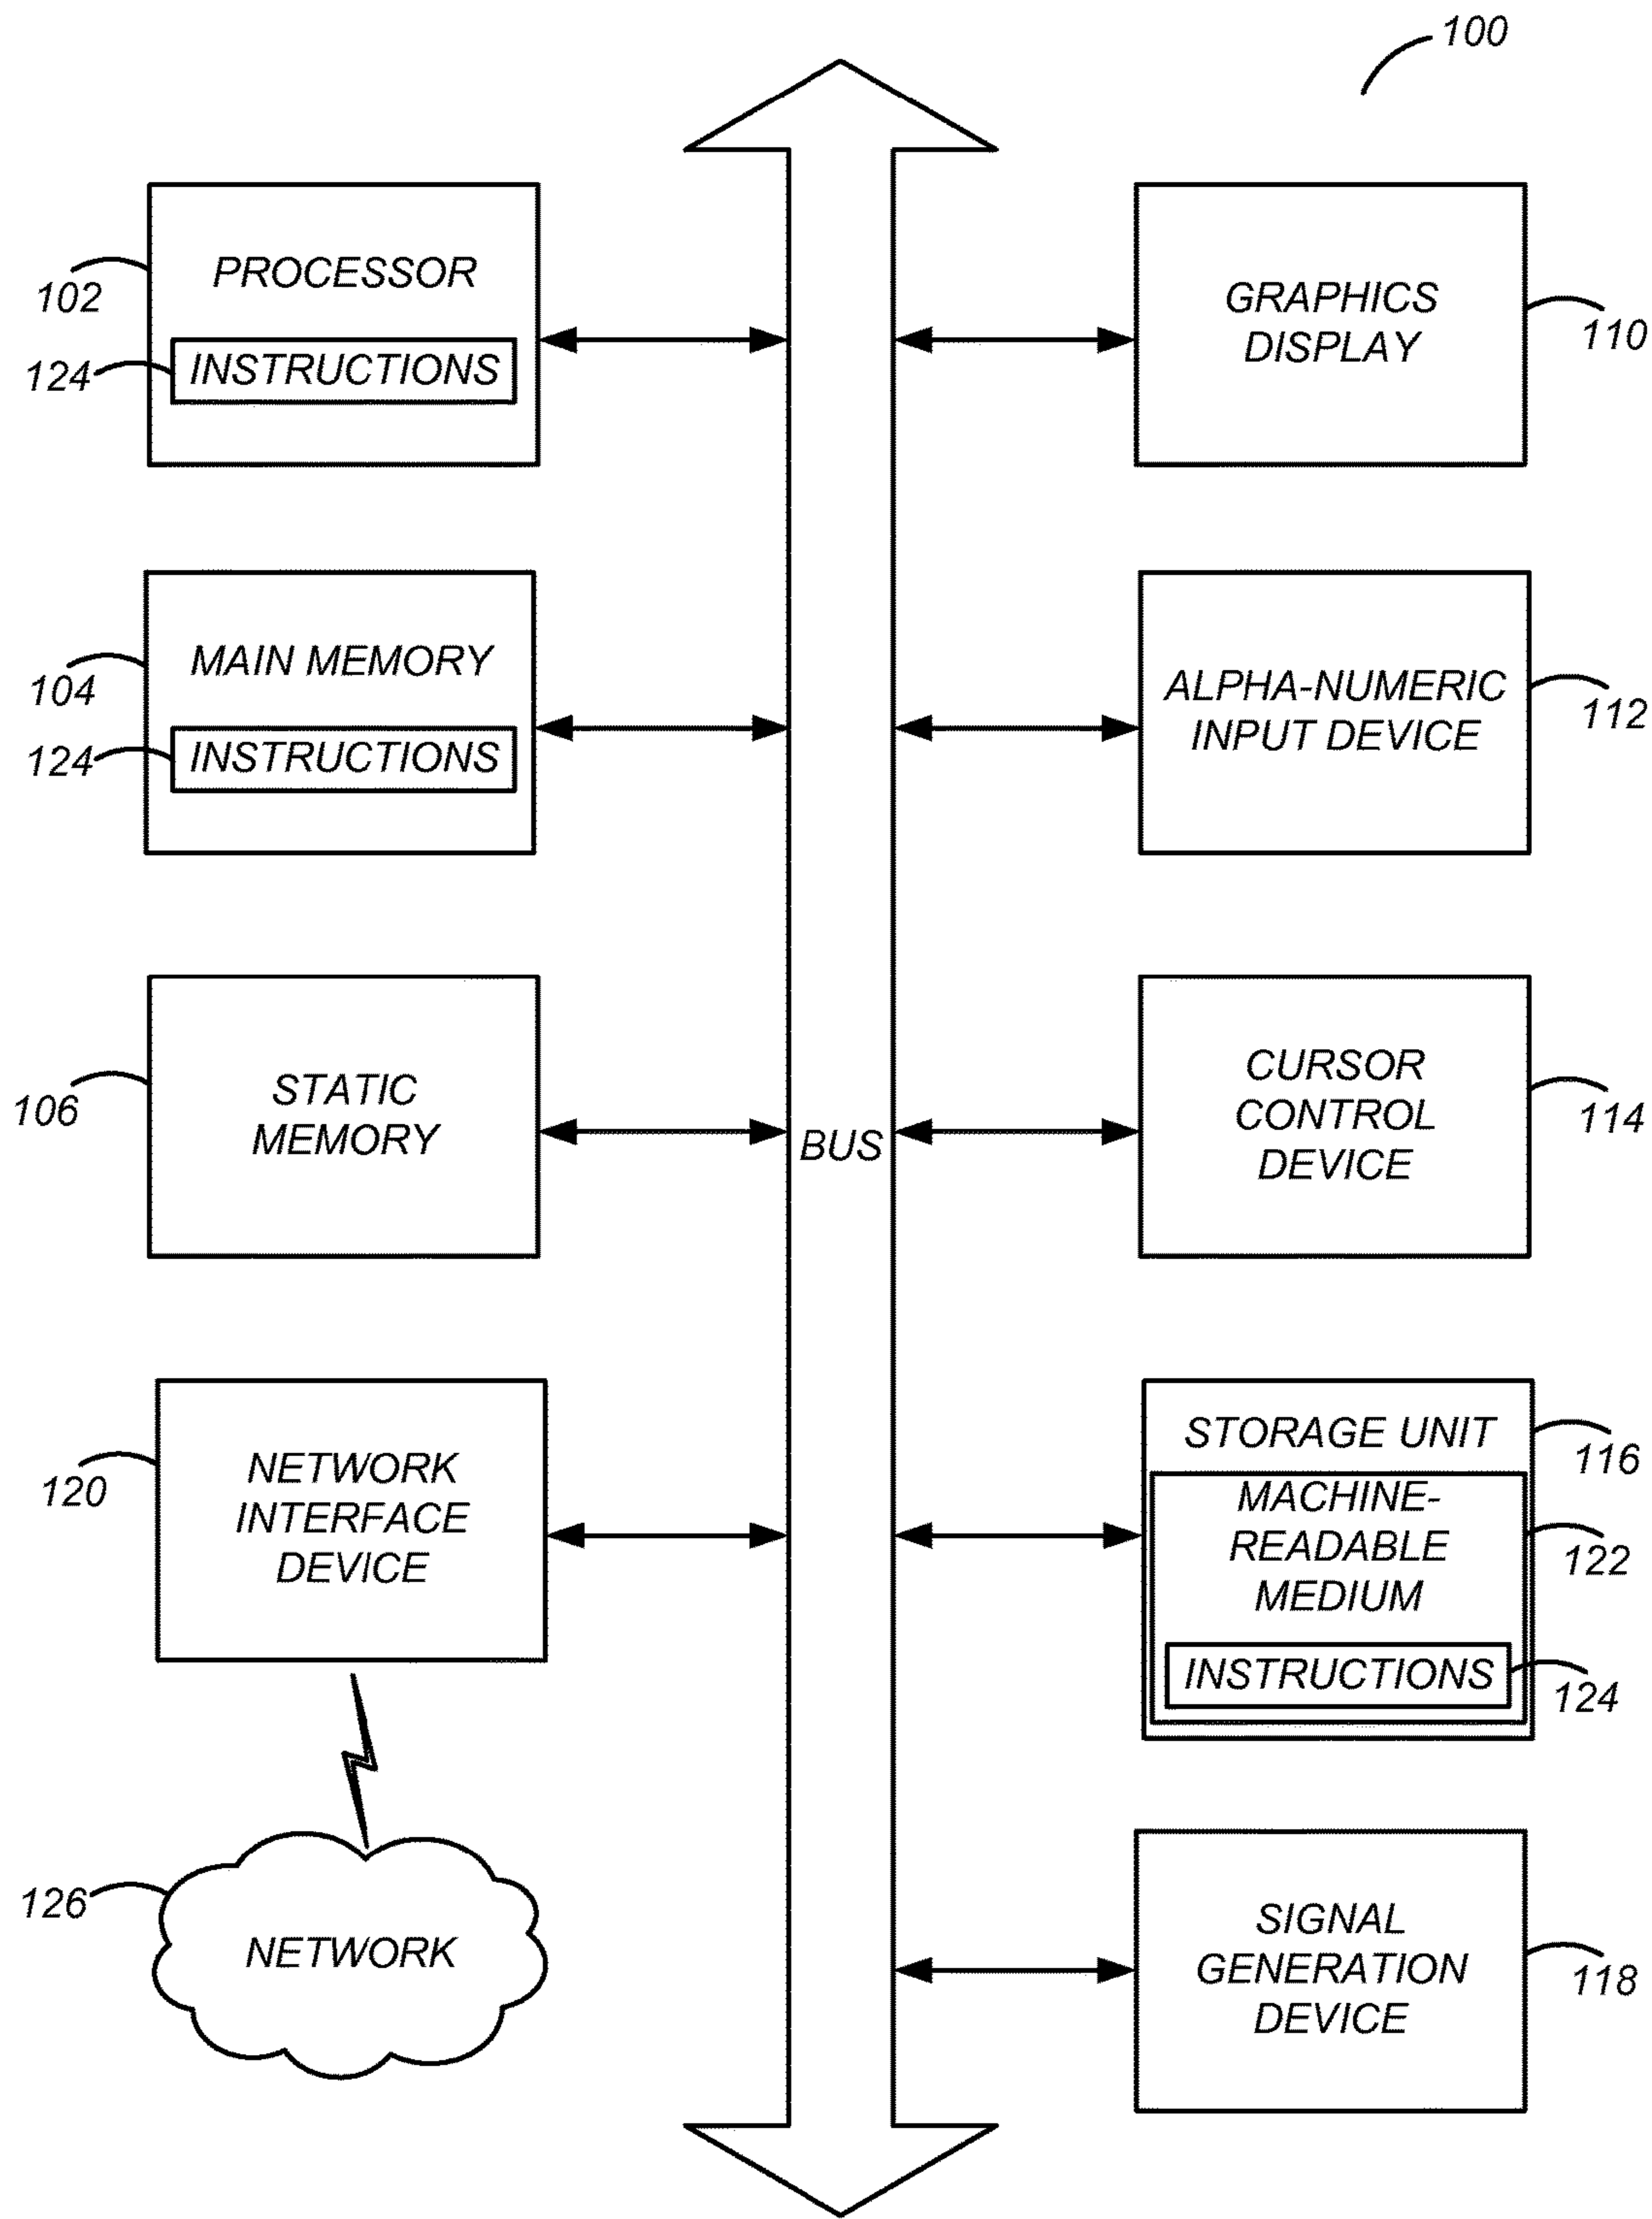 100
PROCESSOR
102
124
INSTRUCTIONS
GRAPHICS
DISPLAY
110
MAIN MEMORY
104
124
INSTRUCTIONS
ALPHA-NUMERIC
INPUT DEVICE
112
STATIC
MEMORY
106
BUS
CURSOR
CONTROL
DEVICE
114
NETWORK
INTERFACE
DEVICE
120
STORAGE UNIT
116
MACHINE-
READABLE
MEDIUM
122
INSTRUCTIONS
124
126
NETWORK
SIGNAL
GENERATION
DEVICE
118